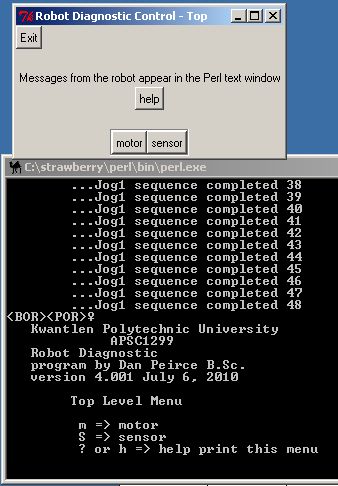 Robot Diagnostic Control - Top
Exit
Messages from the robot appear in the Perl text window
help
motor sensor
C:\strawberry\perl\bin\perl.exe
...Jog1 sequence completed 38
...Jog1 sequence completed 39
...Jog1 sequence completed 40
...Jog1 sequence completed 41
...Jog1 sequence completed 42
...Jog1 sequence completed 43
...Jog1 sequence completed 44
...Jog1 sequence completed 45
...Jog1 sequence completed 46
...Jog1 sequence completed 47
...Jog1 sequence completed 48
<BOR><POR>♀
Kwantlen Polytechnic University
APSC1299
Robot Diagnostic
program by Dan Peirce B.Sc.
version 4.001 July 6, 2010
Top Level Menu
m => motor
S => sensor
? or h => help print this menu